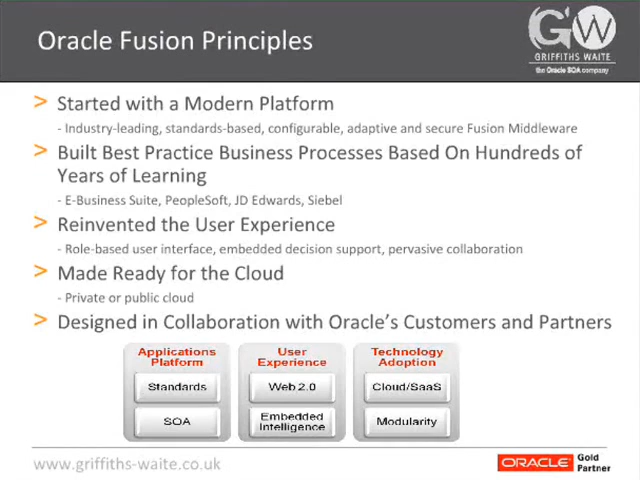 Oracle Fusion Principles
GW
GRIFFITHS WAITE
the Oracle SOA company
> Started with a Modern Platform
- Industry-leading, standards-based, configurable, adaptive and secure Fusion Middleware
> Built Best Practice Business Processes Based On Hundreds of
Years of Learning
- E-Business Suite, PeopleSoft, JD Edwards, Siebel
> Reinvented the User Experience
- Role-based user interface, embedded decision support, pervasive collaboration
> Made Ready for the Cloud
- Private or public cloud
> Designed in Collaboration with Oracle's Customers and Partners
Applications
Platform
Standards
SOA
User
Experience
Web 2.0
Embedded
Intelligence
Technology
Adoption
Cloud/SaaS
Modularity
www.griffiths-waite.co.uk
ORACLE
Gold
Partner